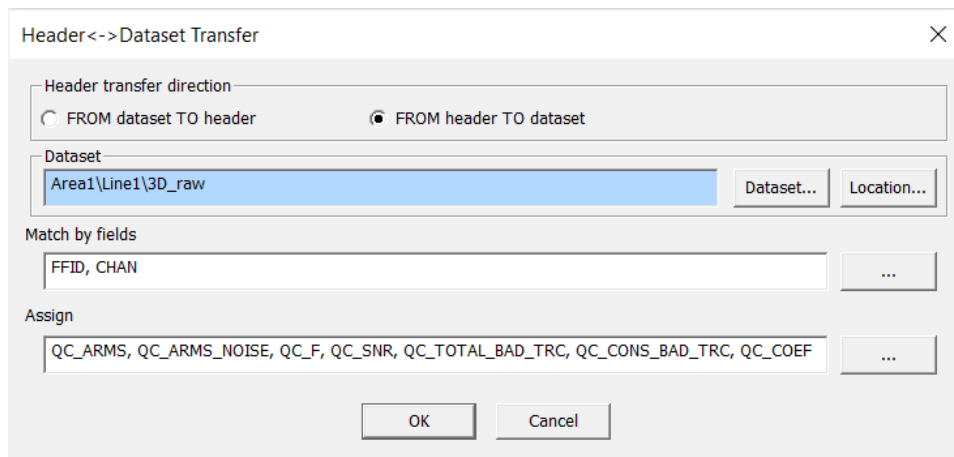 Header<->Dataset Transfer
Header transfer direction
FROM dataset TO header
FROM header TO dataset
Dataset
Area1\Line1\3D_raw
Dataset...
Location...
Match by fields
FFID, CHAN
...
Assign
QC_ARMS, QC_ARMS_NOISE, QC_F, QC_SNR, QC_TOTAL_BAD_TRC, QC_CONS_BAD_TRC, QC_COEF
...
OK
Cancel